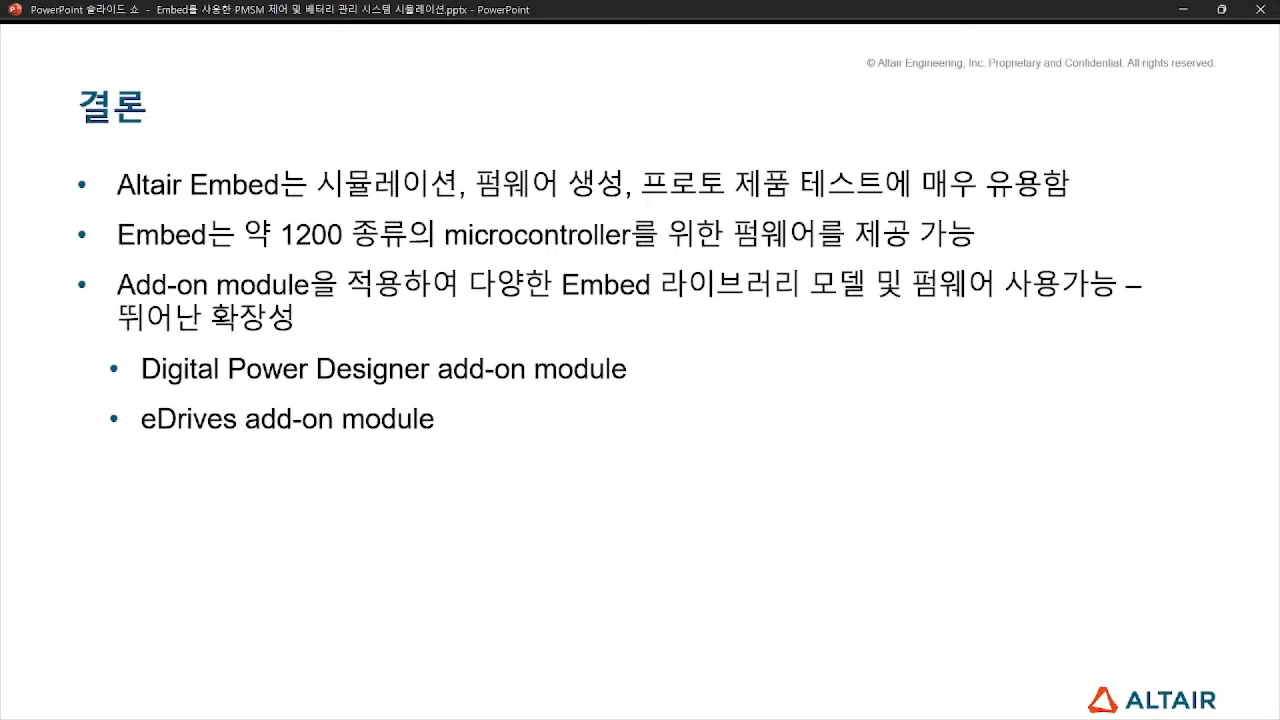 PowerPoint 슬라이드 쇼 - Embed를 사용한 PMSM 제어 및 배터리 관리 시스템 시뮬레이션.pptx - PowerPoint
© Altair Engineering, Inc. Proprietary and Confidential. All rights reserved.
결론
• Altair Embed는 시뮬레이션, 펌웨어 생성, 프로토 제품 테스트에 매우 유용함
• Embed는 약 1200 종류의 microcontroller를 위한 펌웨어를 제공 가능
• Add-on module을 적용하여 다양한 Embed 라이브러리 모델 및 펌웨어 사용가능 –
뛰어난 확장성
• Digital Power Designer add-on module
• eDrives add-on module
ALTAIR